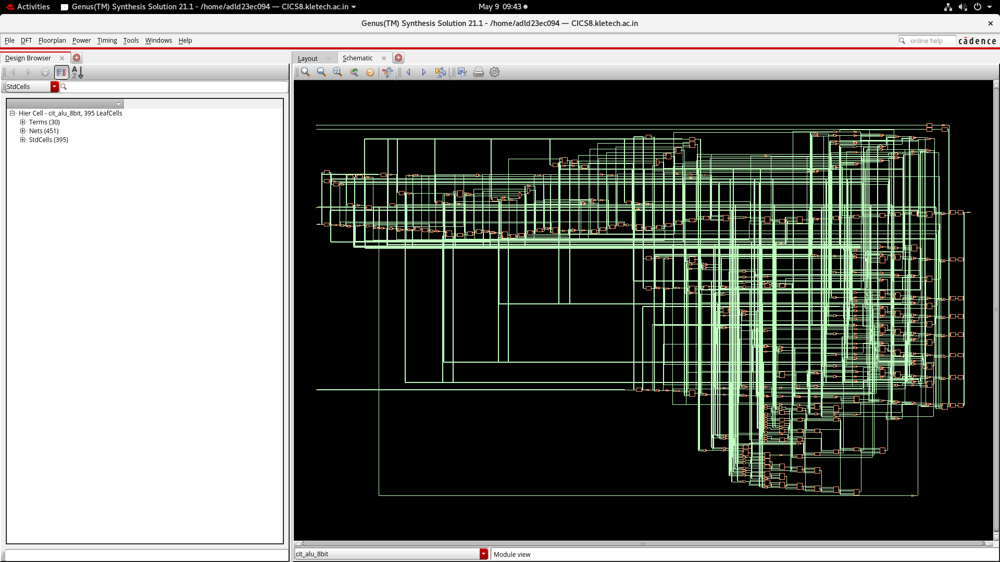 Activities
Genus(TM) Synthesis Solution 21.1 - /home/adld23ec094 — CICS8.kletech.ac.in
May 9 09:43
Genus(TM) Synthesis Solution 21.1 - /home/adld23ec094 — CICS8.kletech.ac.in
File DFT Floorplan Power Timing Tools Windows Help
online help
cādence
Design Browser
Layout
Schematic
A
Z
StdCells
Hier Cell - cit_alu_8bit, 395 LeafCells
Terms (30)
Nets (451)
StdCells (395)
cit_alu_8bit
Module view